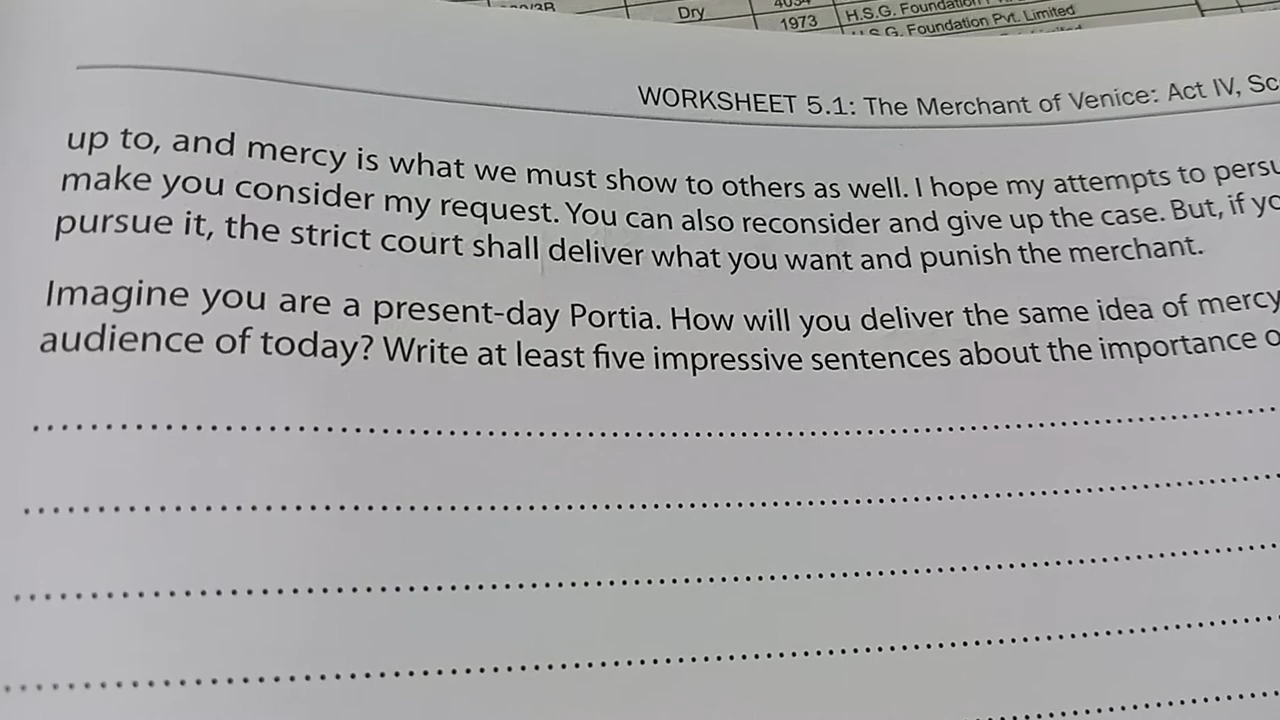 Dry
1973 H.S.G. Foundation
G. Foundation Pvt. Limited
WORKSHEET 5.1: The Merchant of Venice: Act IV,
up to, and mercy is what we must show to others as well. I hope my attempts to
make you consider my request. You can also reconsider and give up the case. But, if
pursue it, the strict court shall deliver what you want and punish the merchant.
Imagine you are a present-day Portia. How will you deliver the same idea of mercy
audience of today? Write at least five impressive sentences about the importance